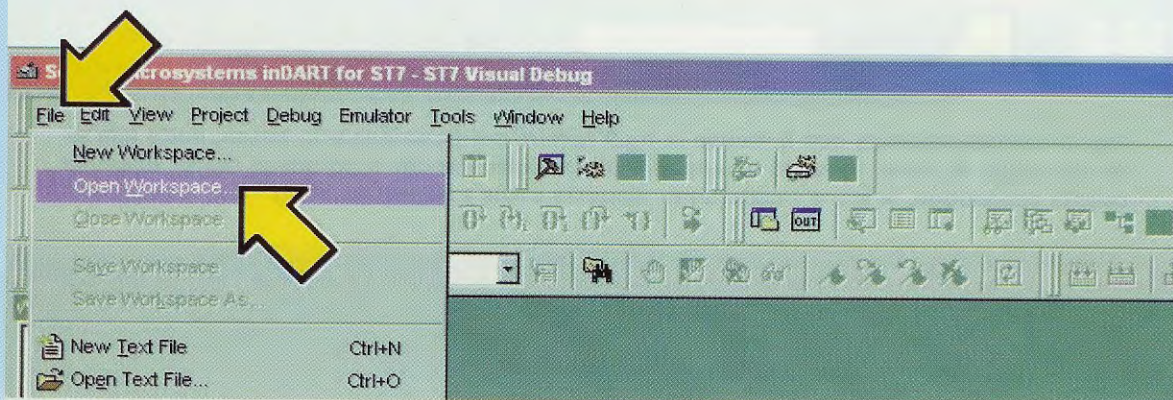 inDART for ST7 - ST7 Visual Debug
File Edit View Project Debug Emulator Tools Window Help
New Workspace...
Open Workspace...
Close Workspace
Save Workspace
Save Workspace As...
New Text File Ctrl+N
Open Text File... Ctrl+O
OUT